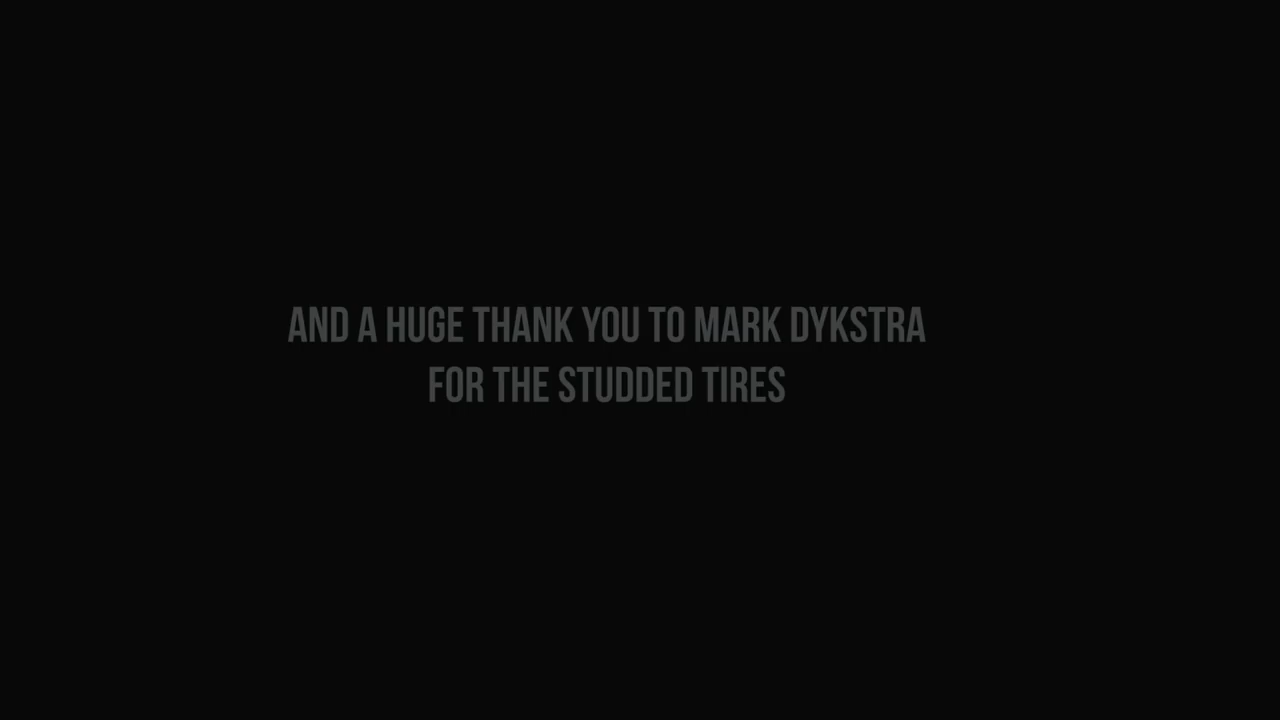 AND A HUGE THANK YOU TO MARK DYKSTRA
FOR THE STUDDED TIRES